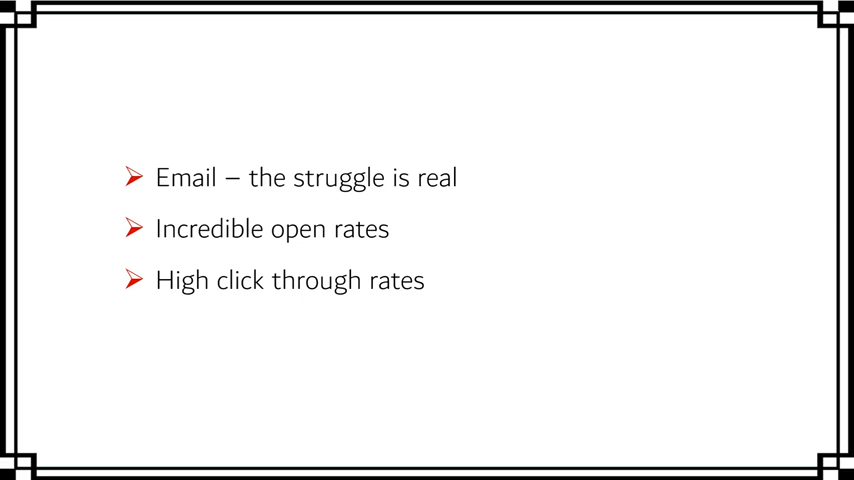 Email – the struggle is real
Incredible open rates
High click through rates